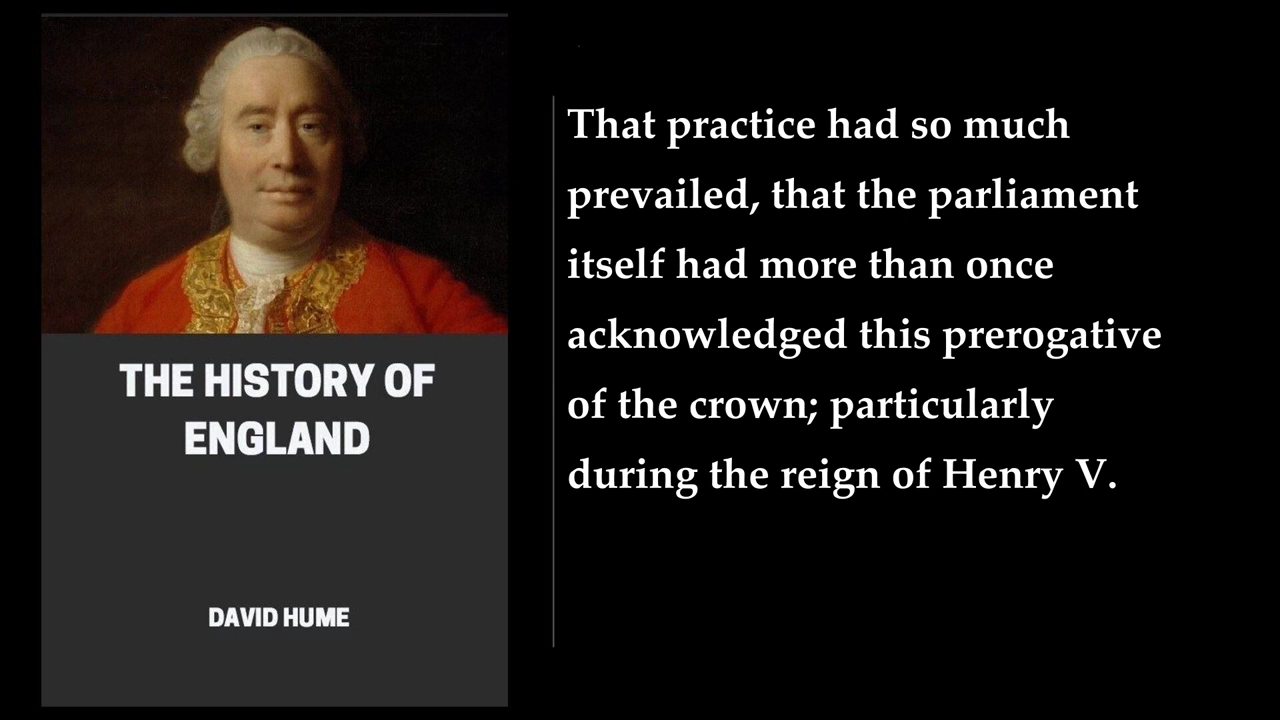 THE HISTORY OF
ENGLAND
DAVID HUME
That practice had so much
prevailed, that the parliament
itself had more than once
acknowledged this prerogative
of the crown; particularly
during the reign of Henry V.